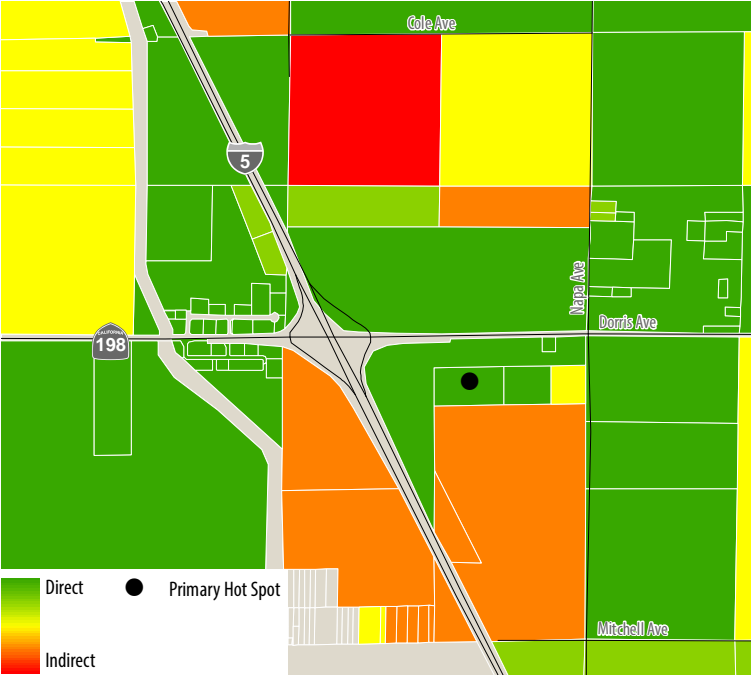 Cole Ave
5
Napa Ave
Dorris Ave
CALIFORNIA
198
Mitchell Ave
Direct
Primary Hot Spot
Indirect